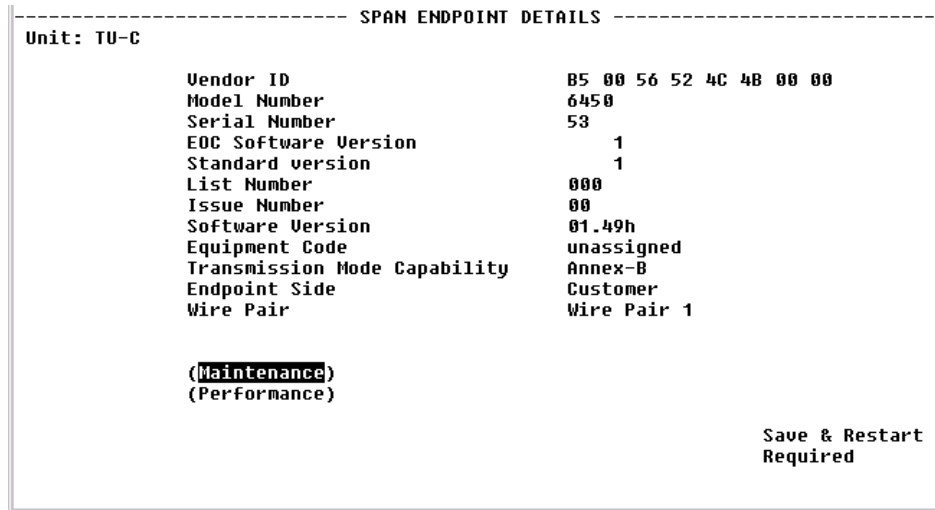 ---------------------------- SPAN ENDPOINT DETAILS ---------------------------
Unit: TU-C
Vendor ID B5 00 56 52 4C 4B 00 00
Model Number 6450
Serial Number 53
EOC Software Version 1
Standard version 1
List Number 000
Issue Number 00
Software Version 01.49h
Equipment Code unassigned
Transmission Mode Capability Annex-B
Endpoint Side Customer
Wire Pair Wire Pair 1
(Maintenance)
(Performance)
Save & Restart
Required